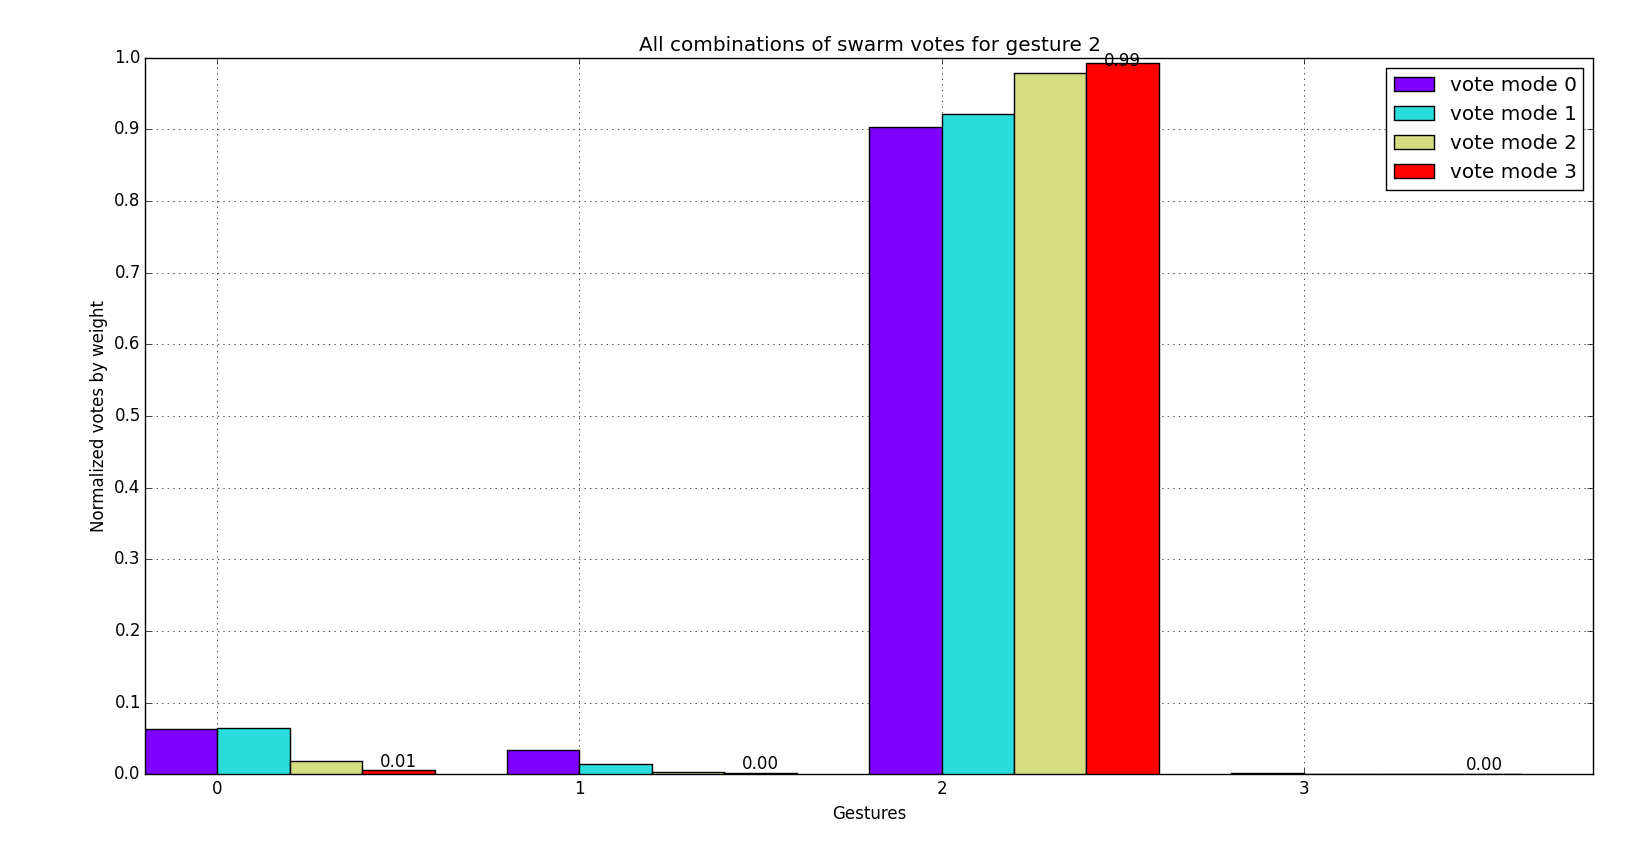 All combinations of swarm votes for gesture 2
1.0
0.9
0.8
0.7
0.6
0.5
0.4
0.3
0.2
0.1
0.0
Normalized votes by weight
0.99
0.01
0.00
0.00
vote mode 0
vote mode 1
vote mode 2
vote mode 3
0
1
2
3
Gestures